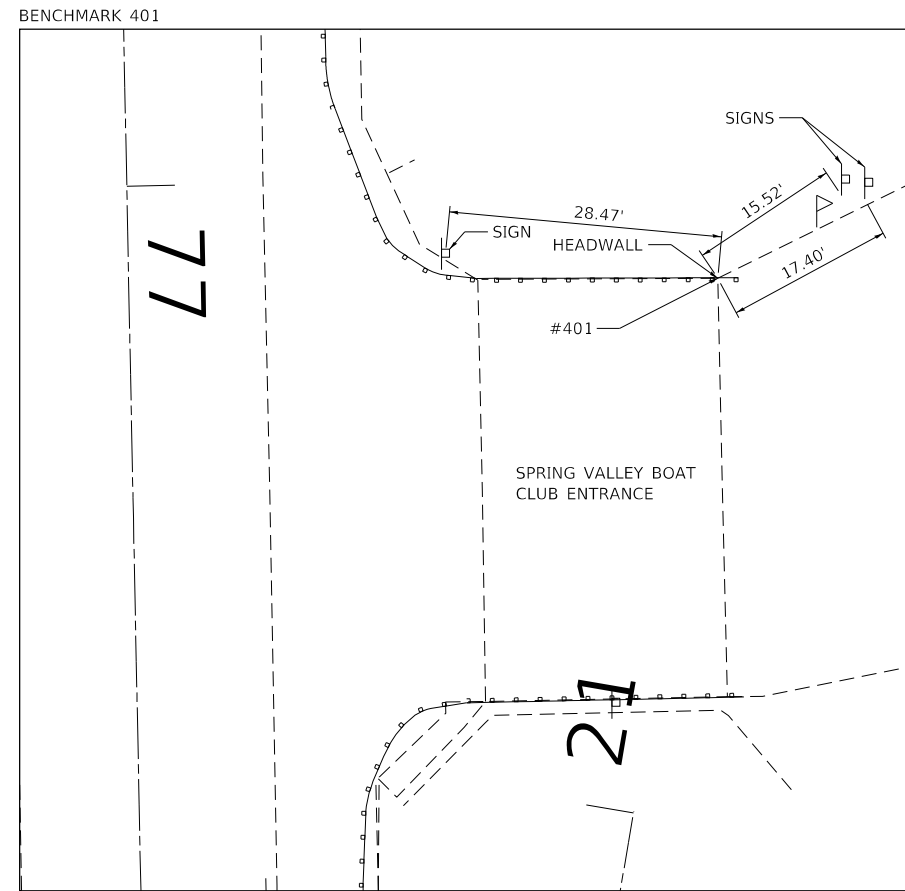 BENCHMARK 401
SIGNS
15.52'
28.47'
SIGN
HEADWALL
17.40'
77
#401
SPRING VALLEY BOAT
CLUB ENTRANCE
21